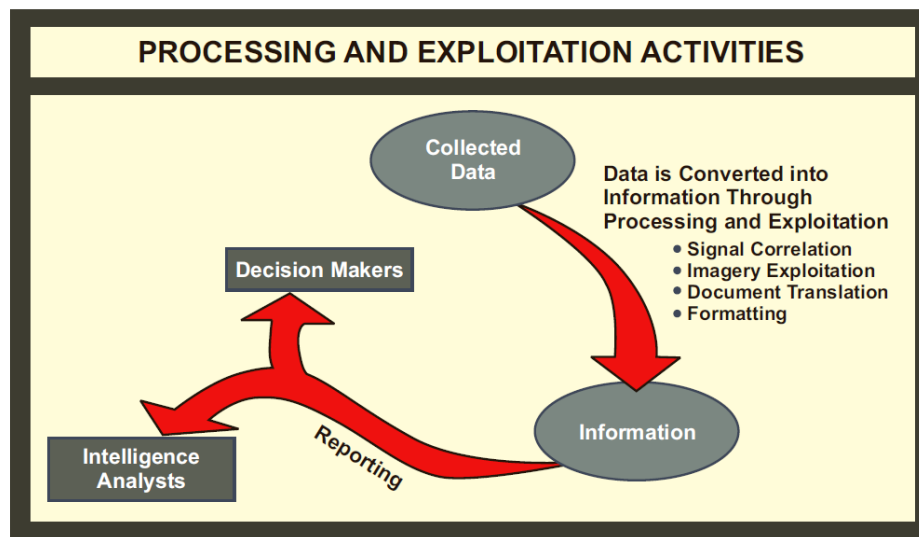 PROCESSING AND EXPLOITATION ACTIVITIES
Collected
Data
Data is Converted into
Information Through
Processing and Exploitation
• Signal Correlation
• Imagery Exploitation
• Document Translation
• Formatting
Decision Makers
Information
Reporting
Intelligence
Analysts